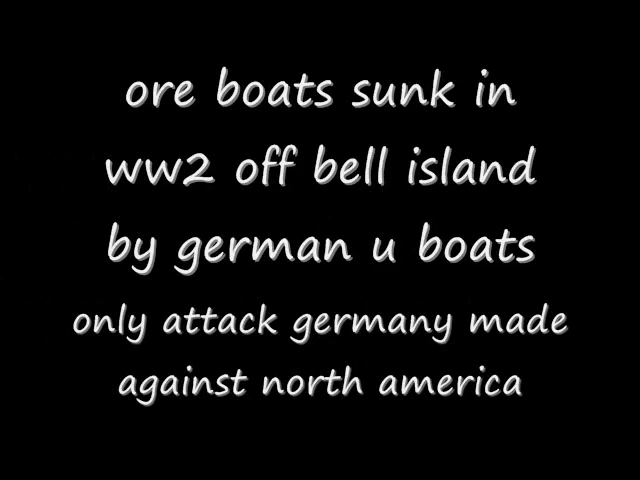 ore boats sunk in
ww2 off bell island
by german u boats
only attack germany made
against north america